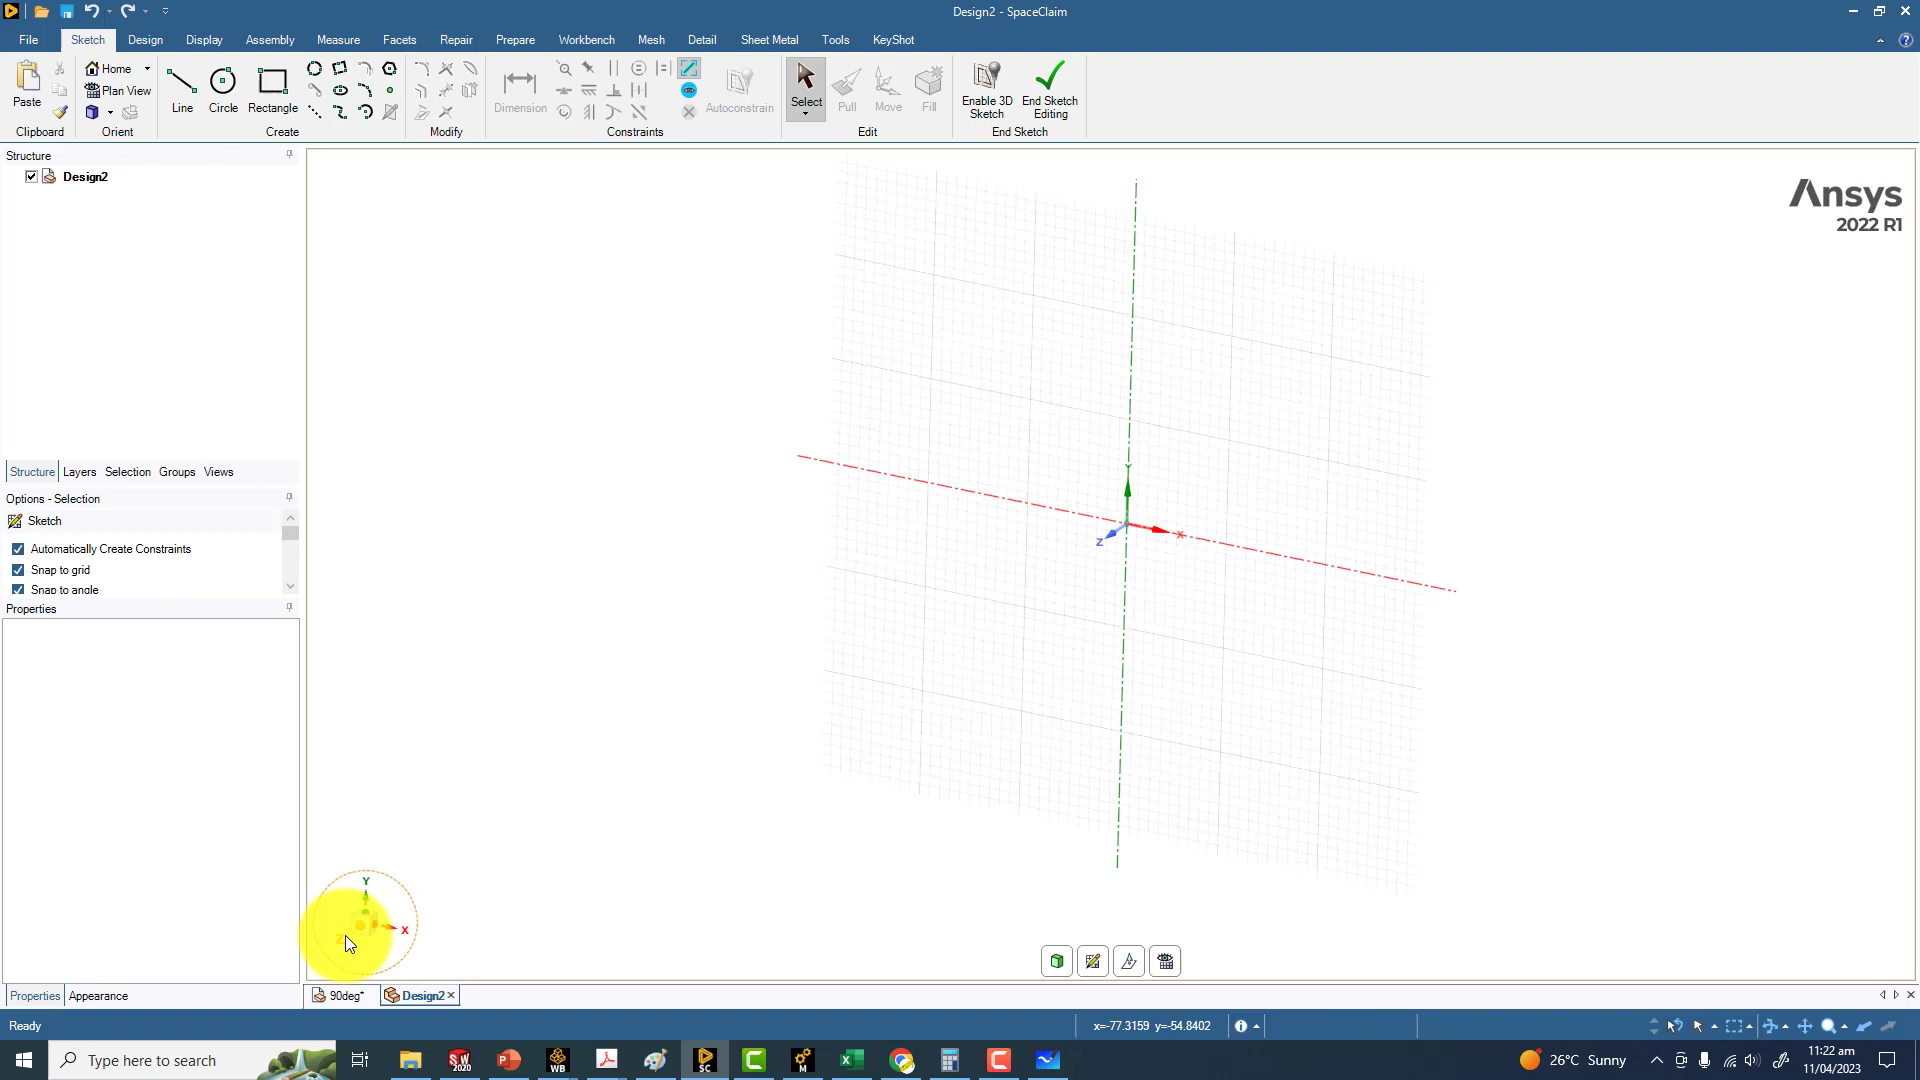 Design2 - SpaceClaim
File Sketch Design Display Assembly Measure Facets Repair Prepare Workbench Mesh Detail Sheet Metal Tools KeyShot
Paste
Home
Plan View
Line Circle Rectangle
Dimension
Autoconstrain
Select Pull Move Fill
Enable 3D Sketch
End Sketch Editing
Clipboard Orient Create Modify Constraints Edit End Sketch
Structure
Design2
Ansys
2022 R1
Y
X
Z
Structure Layers Selection Groups Views
Options - Selection
Sketch
Automatically Create Constraints
Snap to grid
Snap to angle
Properties
Y
X
Z
Properties Appearance
90deg*
Design2
Ready
x=-77.3159 y=-54.8402
Type here to search
SW 2020
WB
SC
M
26°C Sunny
11:22 am
11/04/2023